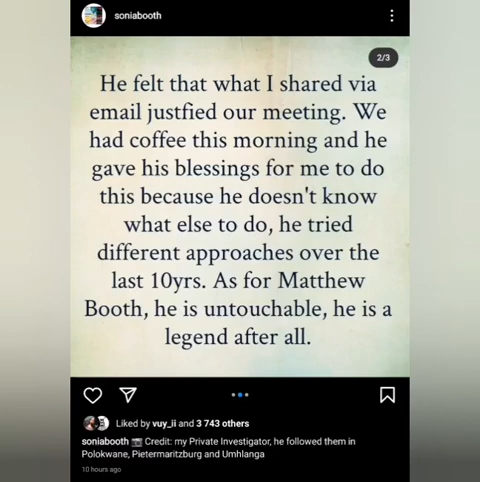 soniabooth
2/3
He felt that what I shared via
email justfied our meeting. We
had coffee this morning and he
gave his blessings for me to do
this because he doesn't know
what else to do, he tried
different approaches over the
last 10yrs. As for Matthew
Booth, he is untouchable, he is a
legend after all.
Liked by vuy_ii and 3 743 others
soniabooth 📷 Credit: my Private Investigator, he followed them in
Polokwane, Pietermaritzburg and Umhlanga
10 hours ago